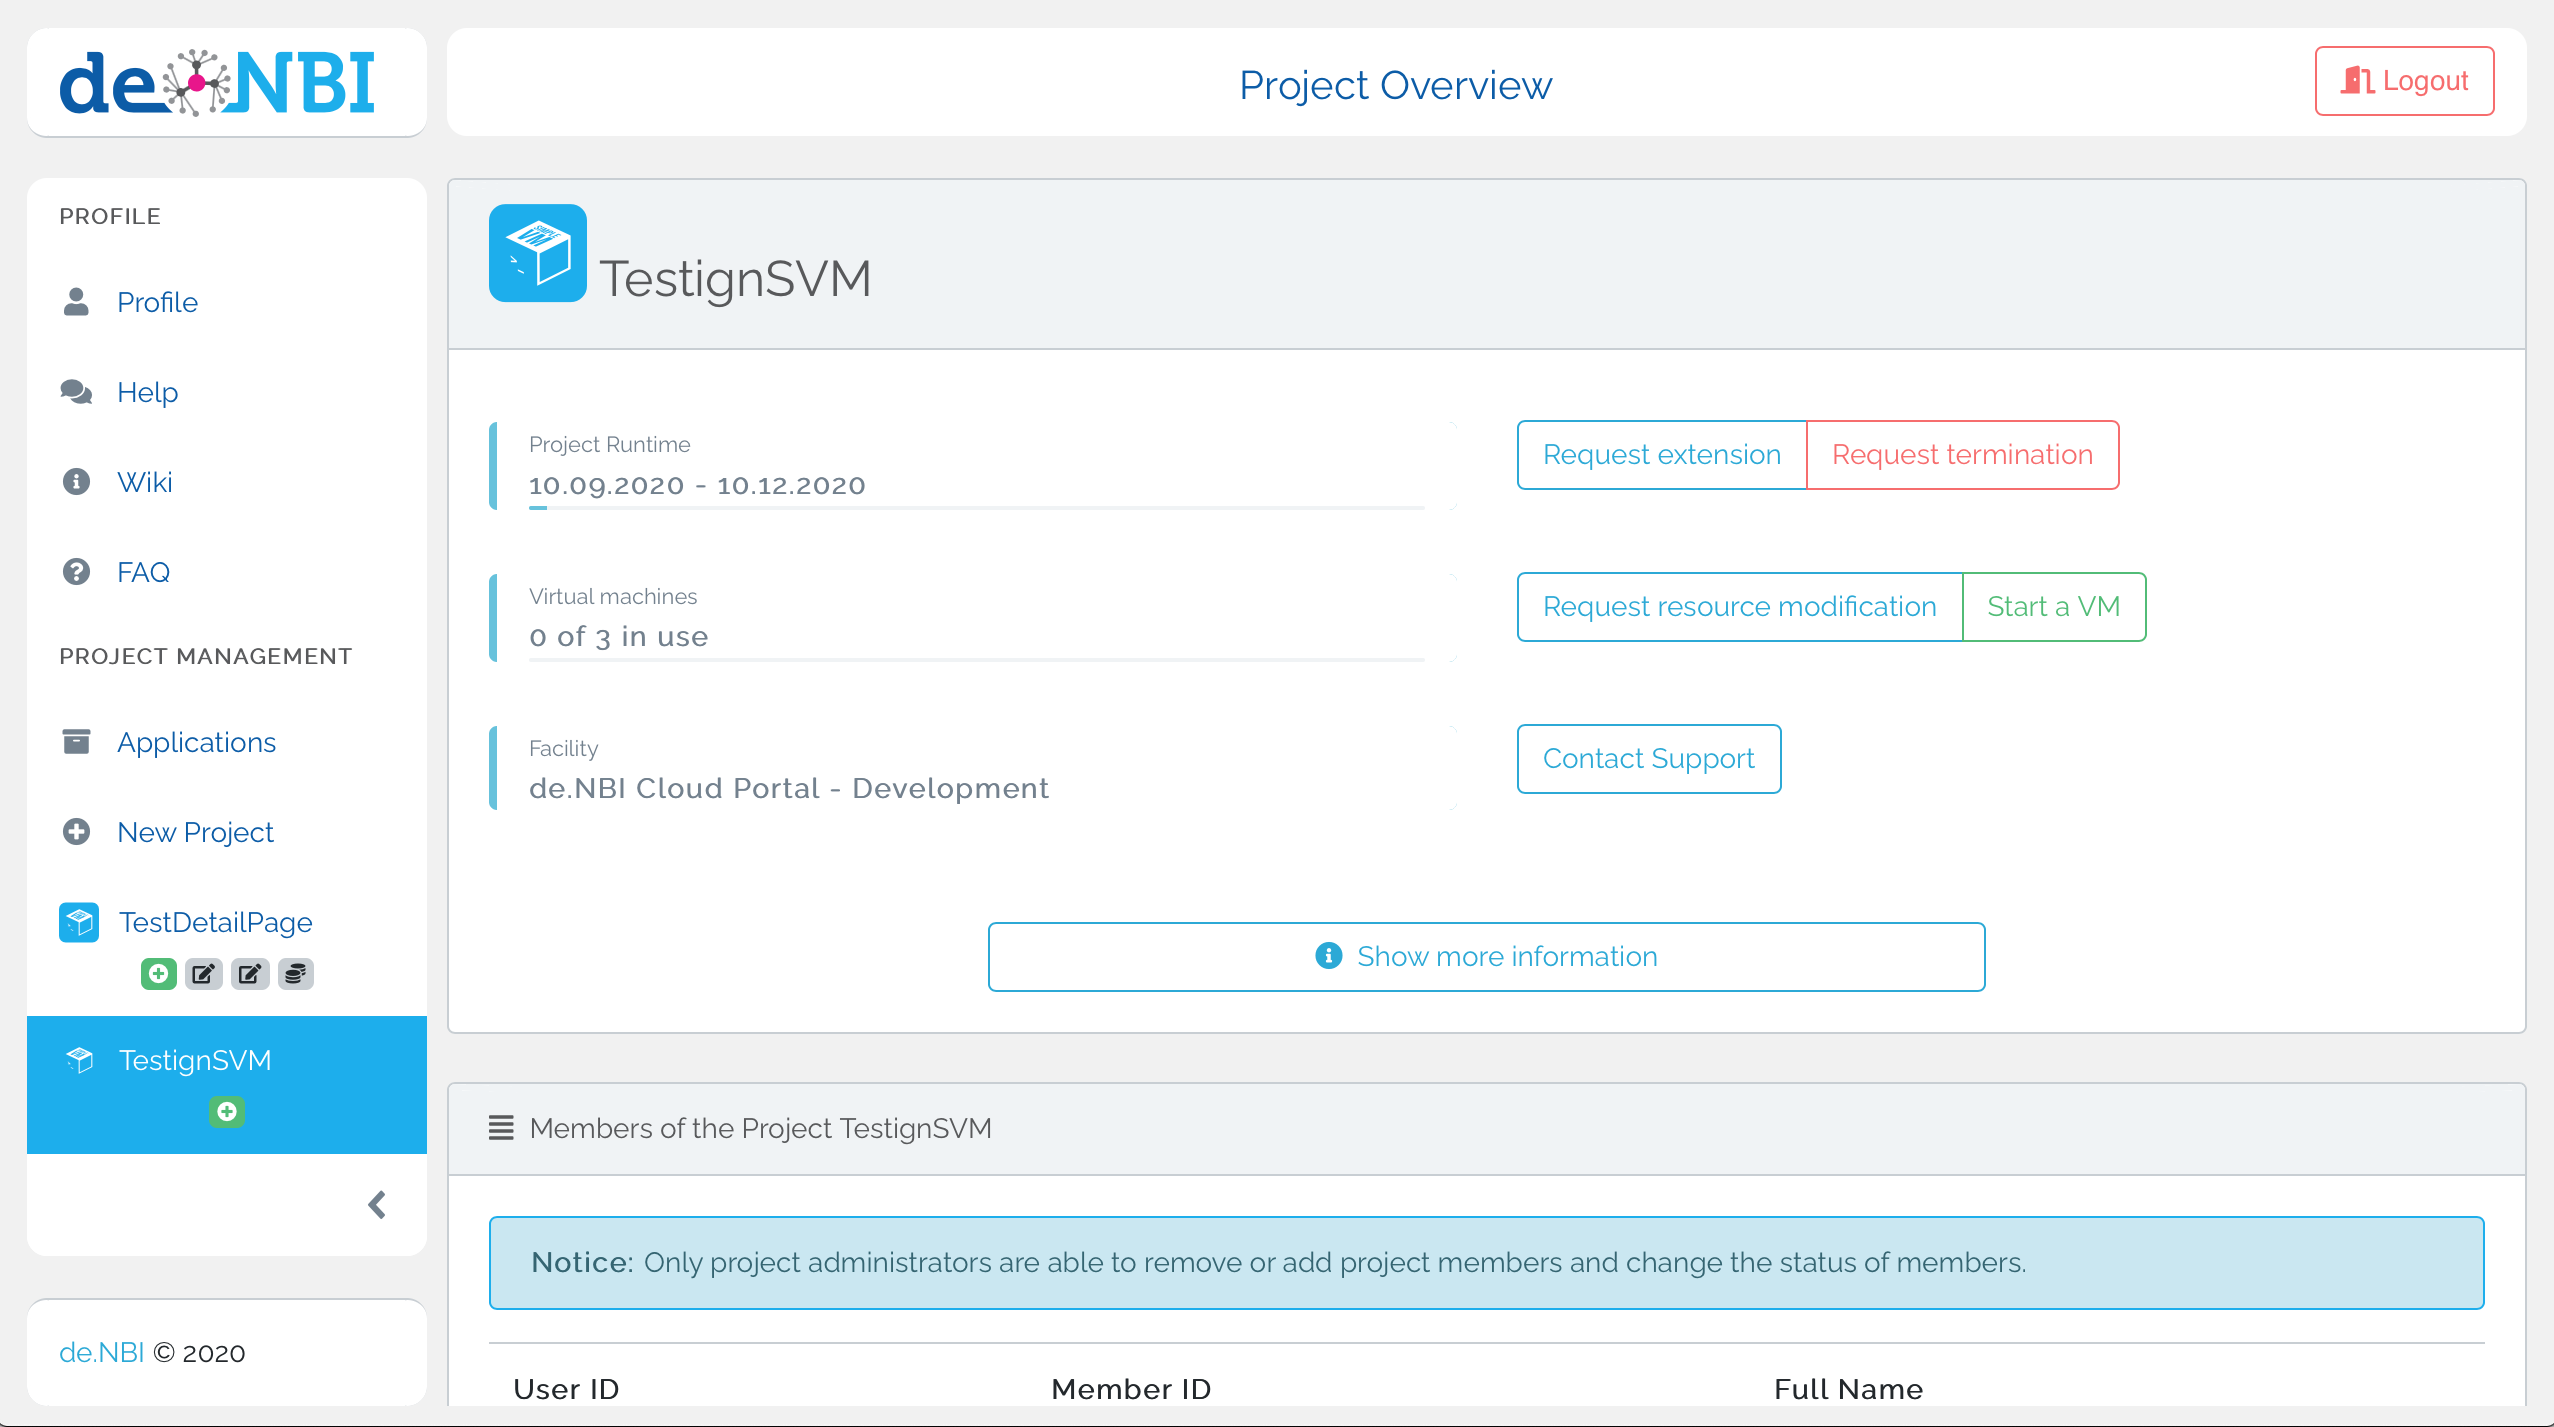 de NBI
Project Overview
Logout
PROFILE
Profile
Help
Wiki
FAQ
PROJECT MANAGEMENT
Applications
New Project
TestDetailPage
TestignSVM
de.NBI © 2020
SIMPLE
VM
TestignSVM
Project Runtime
10.09.2020 - 10.12.2020
Request extension
Request termination
Virtual machines
0 of 3 in use
Request resource modification
Start a VM
Facility
de.NBI Cloud Portal - Development
Contact Support
Show more information
Members of the Project TestignSVM
Notice: Only project administrators are able to remove or add project members and change the status of members.
User ID
Member ID
Full Name